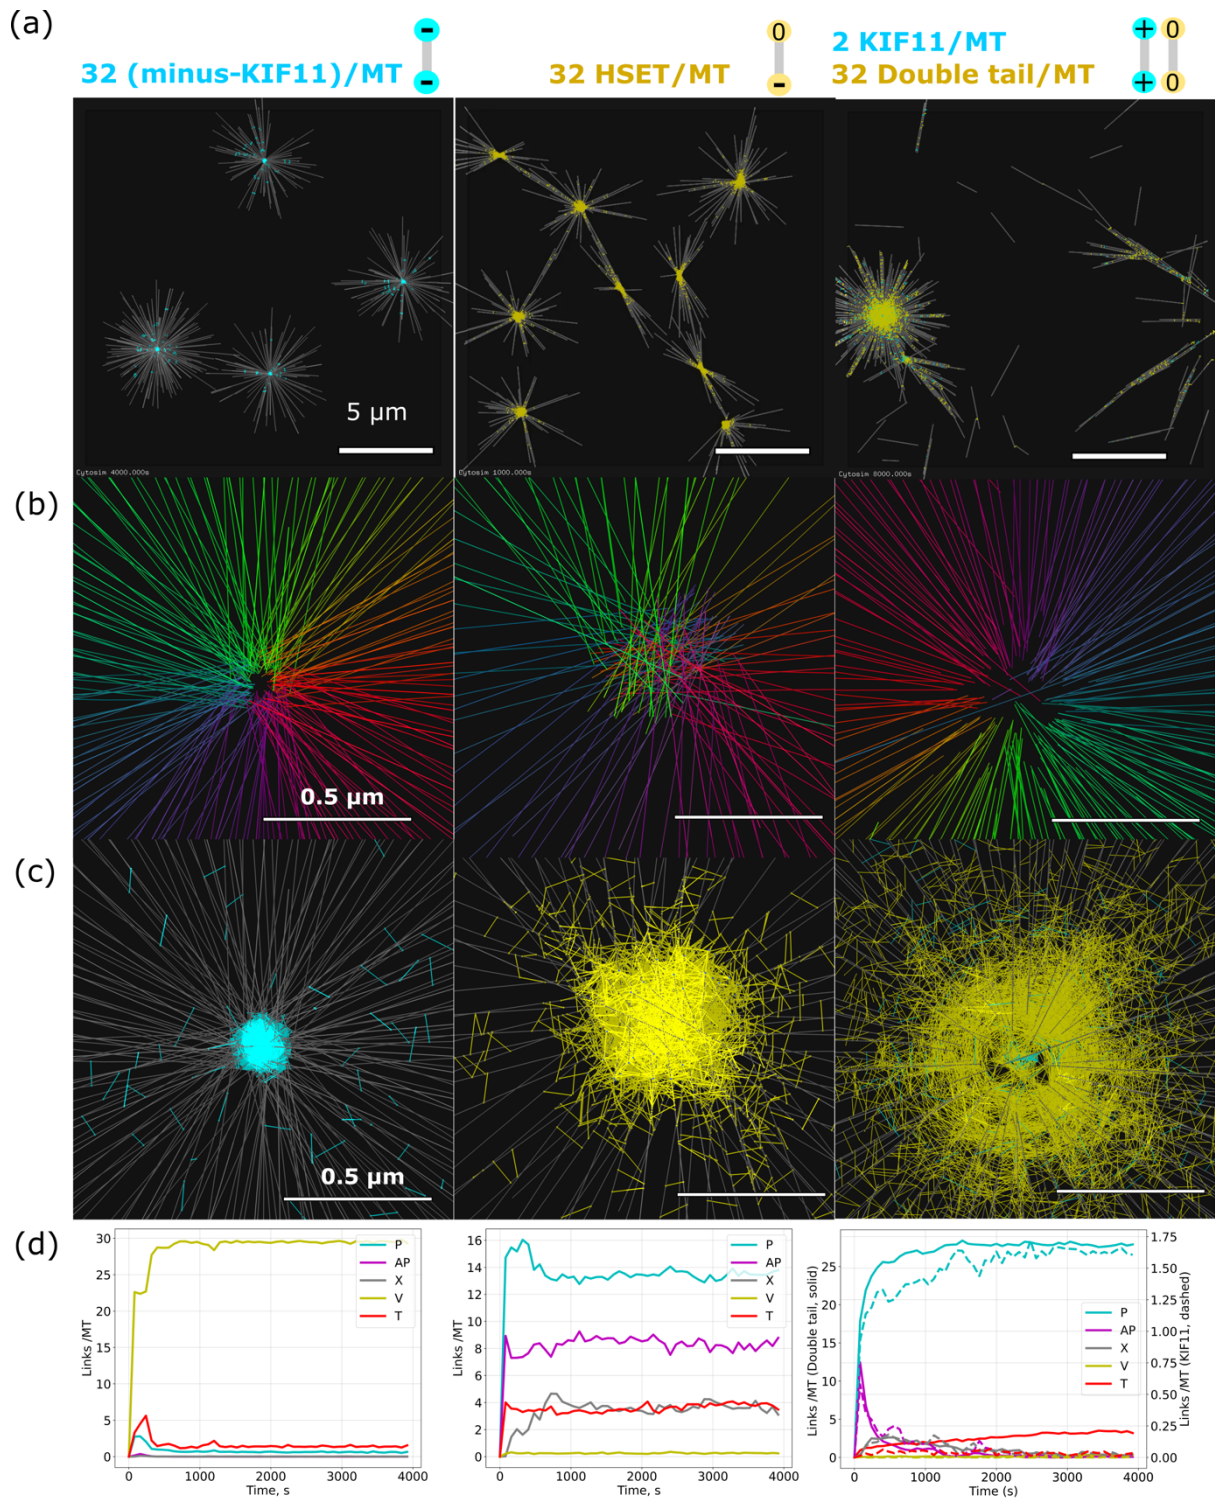 (a)
32 (minus-KIF11)/MT
-
-
32 HSET/MT
0
-
2 KIF11/MT
32 Double tail/MT
+ 0
+ 0
5 µm
Cytosim 4000.000s
Cytosim 1000.000s
Cytosim 8000.000s
(b)
0.5 µm
(c)
0.5 µm
(d)
Links /MT
30
25
20
15
10
5
0
P
AP
X
V
T
0 1000 2000 3000 4000
Time, s
Links /MT
16
14
12
10
8
6
4
2
0
P
AP
X
V
T
0 1000 2000 3000 4000
Time, s
Links /MT (Double tail, solid)
25
20
15
10
5
0
P
AP
X
V
T
1.75
1.50
1.25
1.00
0.75
0.50
0.25
0.00
Links /MT (KIF11, dashed)
0 1000 2000 3000 4000
Time (s)